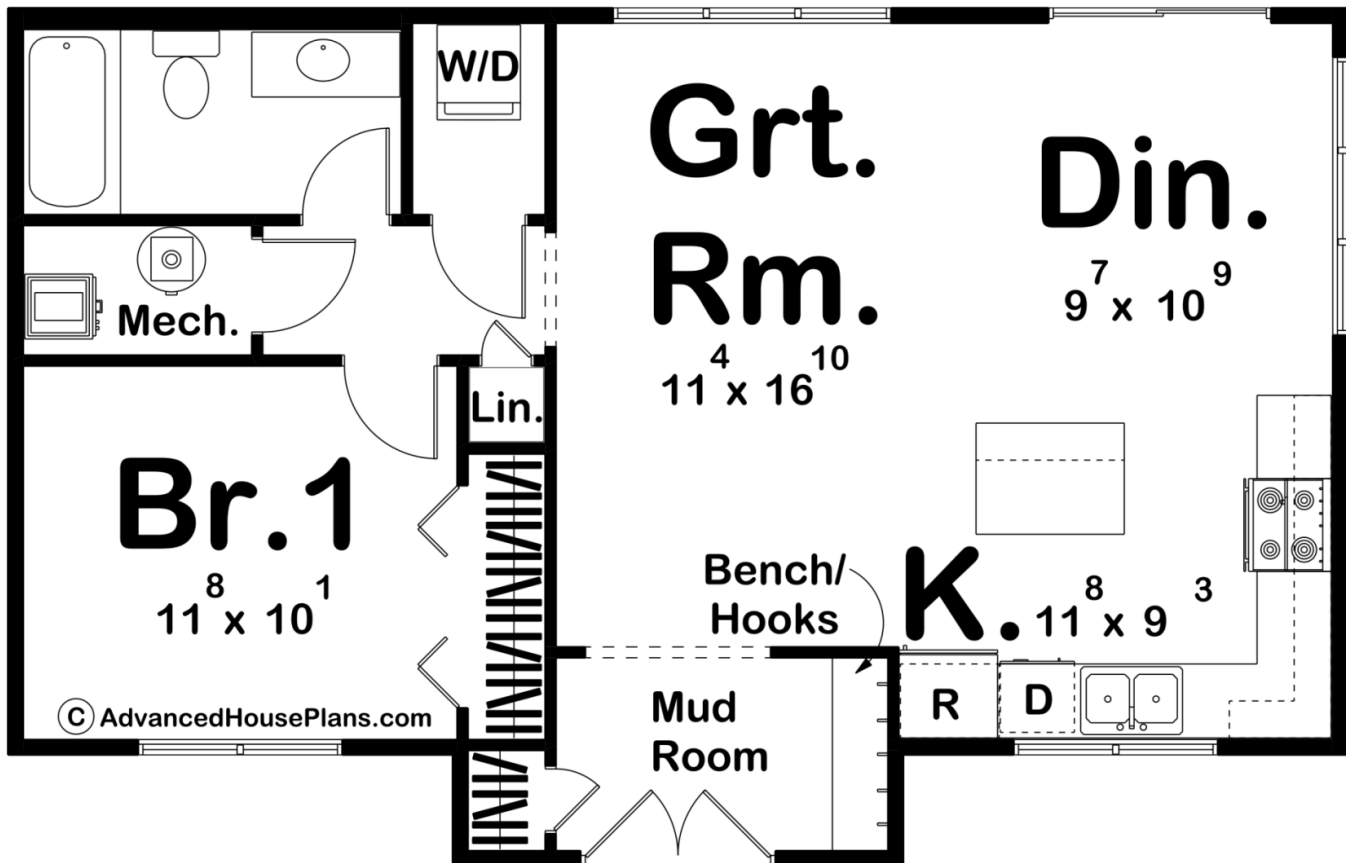 W/D
Grt.
Rm.
11⁴ x 16¹⁰
Din.
9⁷ x 10⁹
Mech.
Lin.
Br.1
11⁸ x 10¹
© AdvancedHousePlans.com
Bench/
Hooks
K. 11⁸ x 9³
R
D
Mud
Room